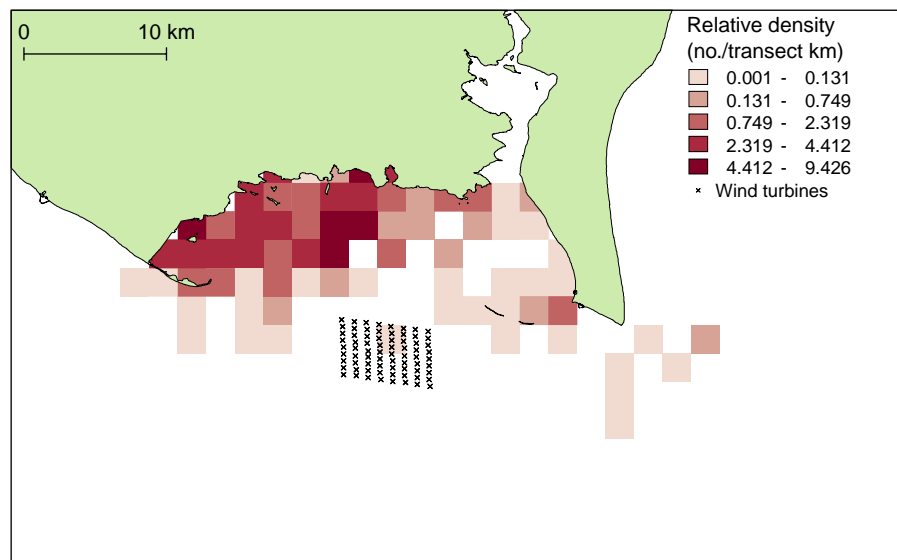 0 10 km
Relative density
(no./transect km)
0.001 - 0.131
0.131 - 0.749
0.749 - 2.319
2.319 - 4.412
4.412 - 9.426
Wind turbines